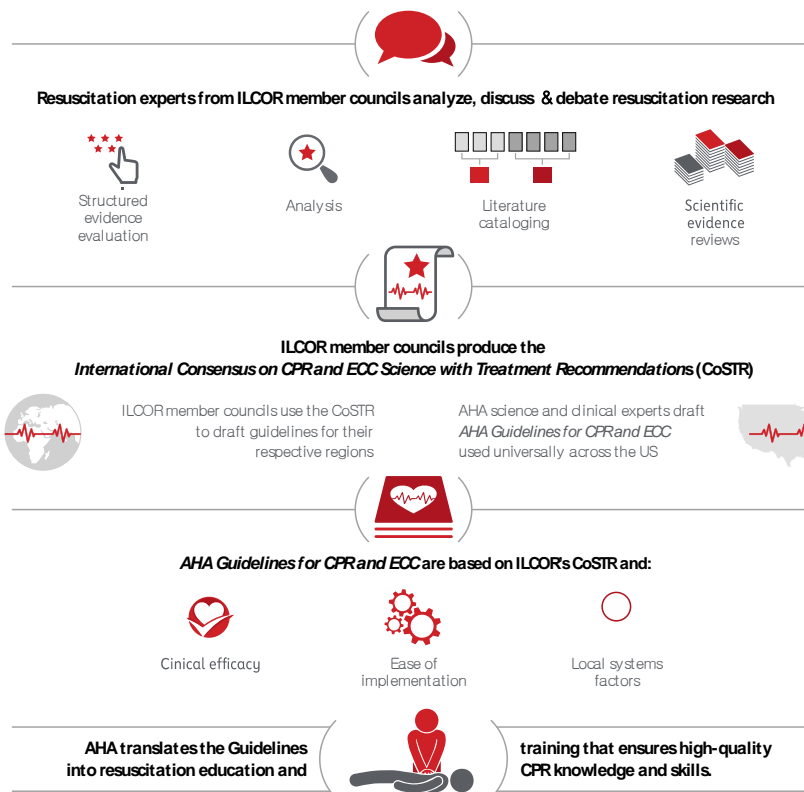 Resuscitation experts from ILCOR member councils analyze, discuss & debate resuscitation research
Structured
evidence
evaluation
Analysis
Literature
cataloging
Scientific
evidence
reviews
ILCOR member councils produce the
International Consensus on CPR and ECC Science with Treatment Recommendations (CoSTR)
ILCOR member councils use the CoSTR
to draft guidelines for their
respective regions
AHA science and clinical experts draft
AHA Guidelines for CPR and ECC
used universally across the US
AHA Guidelines for CPR and ECC are based on ILCOR's CoSTR and:
Cinical efficacy
Ease of
implementation
Local systems
factors
AHA translates the Guidelines
into resuscitation education and
training that ensures high-quality
CPR knowledge and skills.